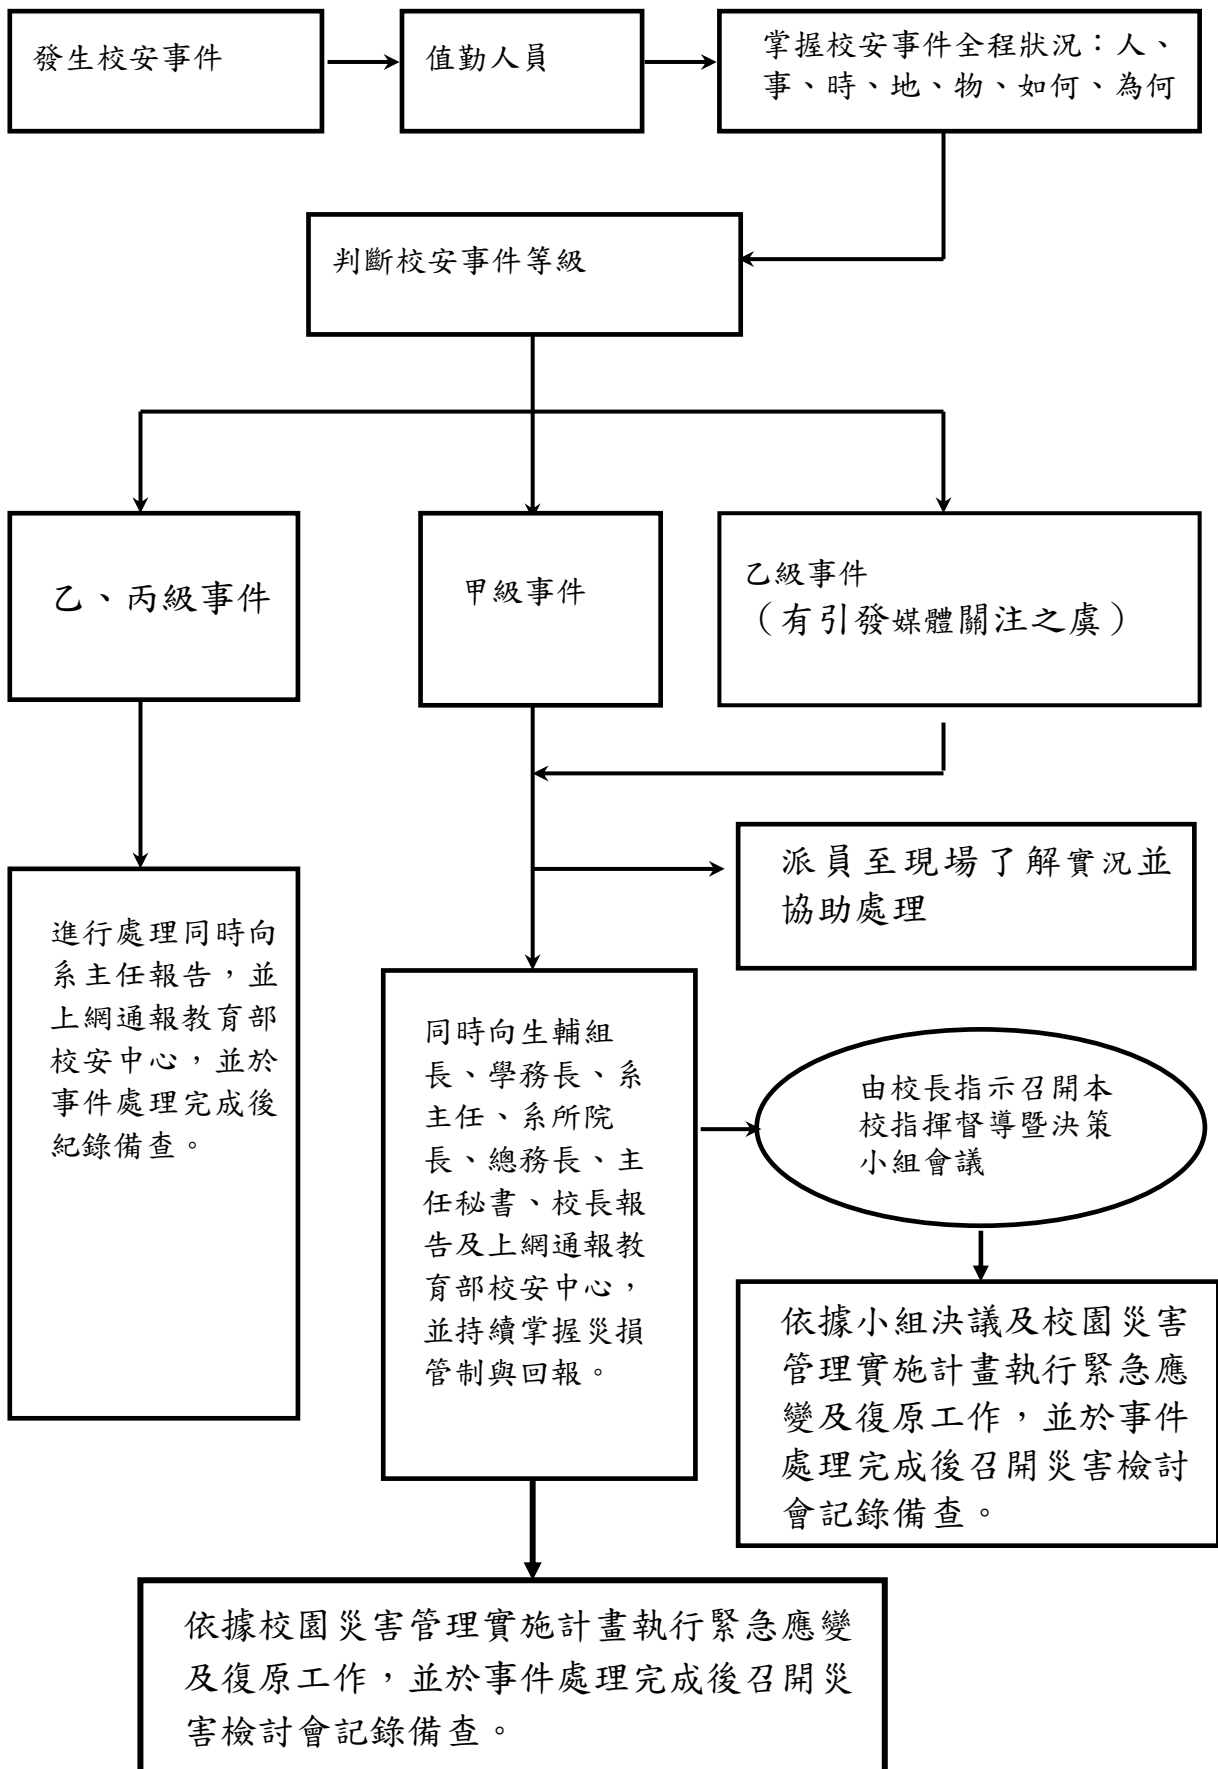 發生校安事件
值勤人員
掌握校安事件全程狀況：人、
事、時、地、物、如何、為何
判斷校安事件等級
乙、丙級事件
甲級事件
乙級事件
（有引發媒體關注之虞）
派員至現場了解實況並
協助處理
進行處理同時向
系主任報告，並
上網通報教育部
校安中心，並於
事件處理完成後
紀錄備查。
同時向生輔組
長、學務長、系
主任、系所院
長、總務長、主
任秘書、校長報
告及上網通報教
育部校安中心，
並持續掌握災損
管制與回報。
由校長指示召開本
校指揮督導暨決策
小組會議
依據小組決議及校園災害
管理實施計畫執行緊急應
變及復原工作，並於事件
處理完成後召開災害檢討
會記錄備查。
依據校園災害管理實施計畫執行緊急應變
及復原工作，並於事件處理完成後召開災
害檢討會記錄備查。